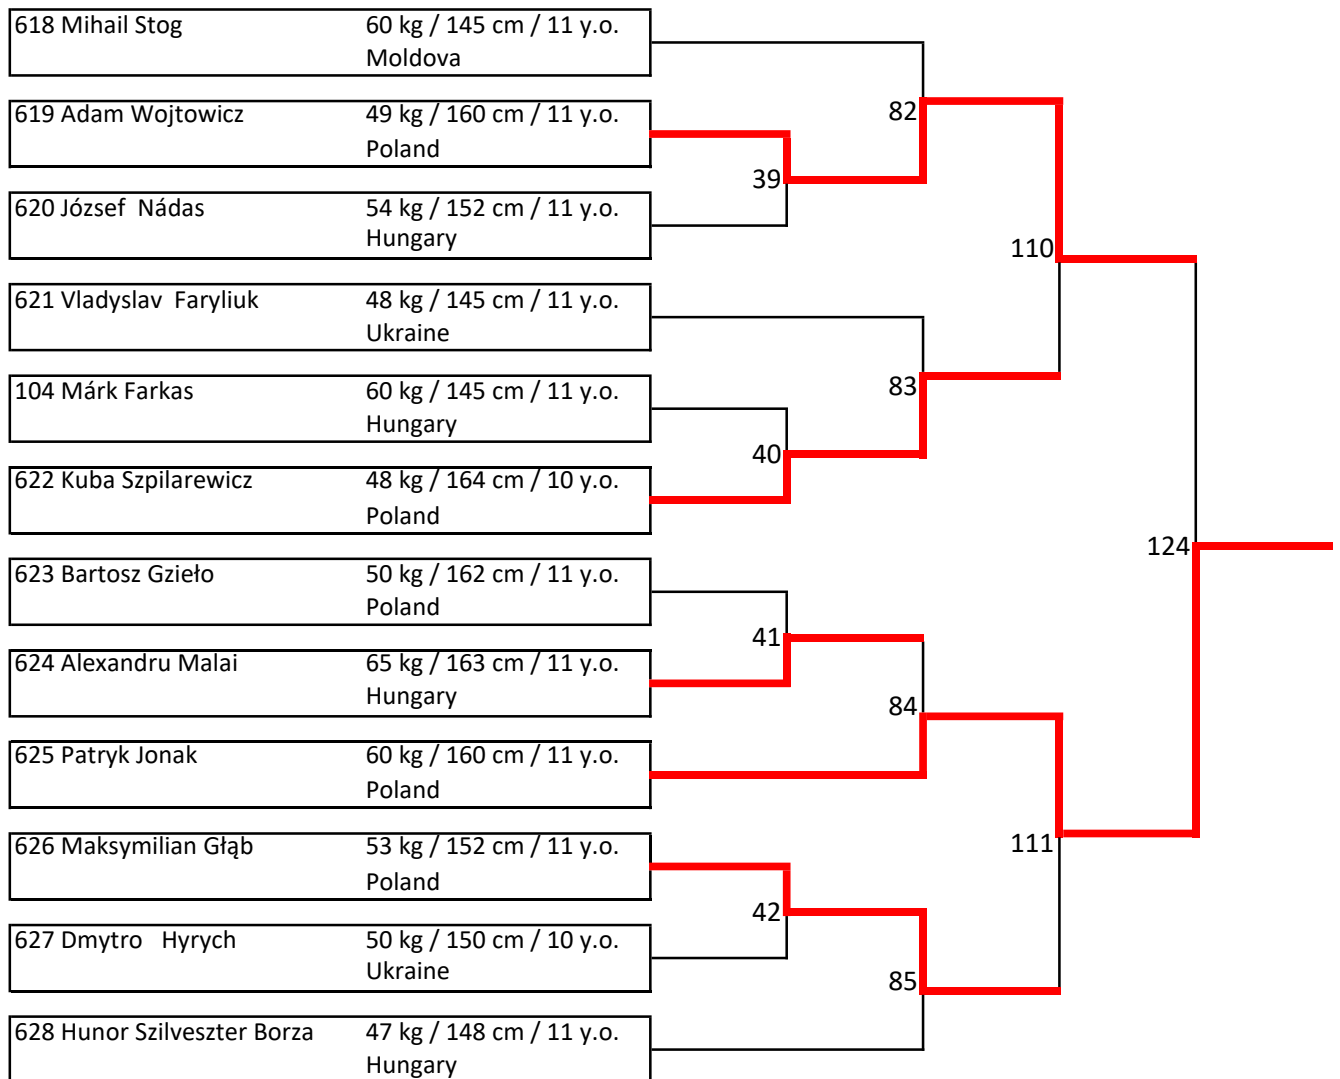 618 Mihail Stog 60 kg / 145 cm / 11 y.o.
Moldova
82
619 Adam Wojtowicz 49 kg / 160 cm / 11 y.o.
Poland
39
620 József  Nádas 54 kg / 152 cm / 11 y.o.
Hungary
110
621 Vladyslav  Faryliuk 48 kg / 145 cm / 11 y.o.
Ukraine
83
104 Márk Farkas 60 kg / 145 cm / 11 y.o.
Hungary
40
622 Kuba Szpilarewicz 48 kg / 164 cm / 10 y.o.
Poland
124
623 Bartosz Gzieło 50 kg / 162 cm / 11 y.o.
Poland
41
624 Alexandru Malai 65 kg / 163 cm / 11 y.o.
Hungary
84
625 Patryk Jonak 60 kg / 160 cm / 11 y.o.
Poland
111
626 Maksymilian Głąb 53 kg / 152 cm / 11 y.o.
Poland
42
627 Dmytro   Hyrych 50 kg / 150 cm / 10 y.o.
Ukraine
85
628 Hunor Szilveszter Borza 47 kg / 148 cm / 11 y.o.
Hungary